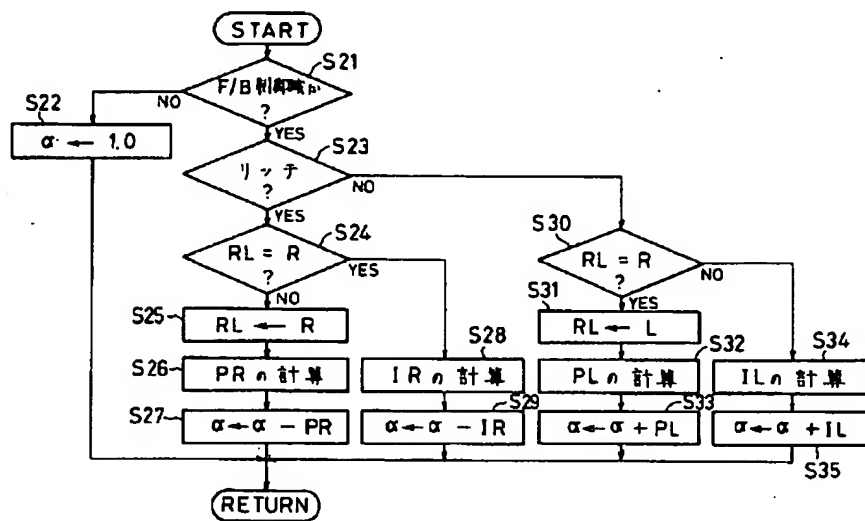 START
S21
F/B制御域か
?
NO
YES
S22
α ← 1.0
S23
リッチ
?
NO
YES
S24
RL = R
?
YES
NO
S30
RL = R
?
NO
YES
S25
RL ← R
S31
RL ← L
S26
PRの計算
S28
IRの計算
S32
PLの計算
S34
ILの計算
S27
α ← α - PR
S29
α ← α - IR
S33
α ← α + PL
α ← α + IL
S35
RETURN